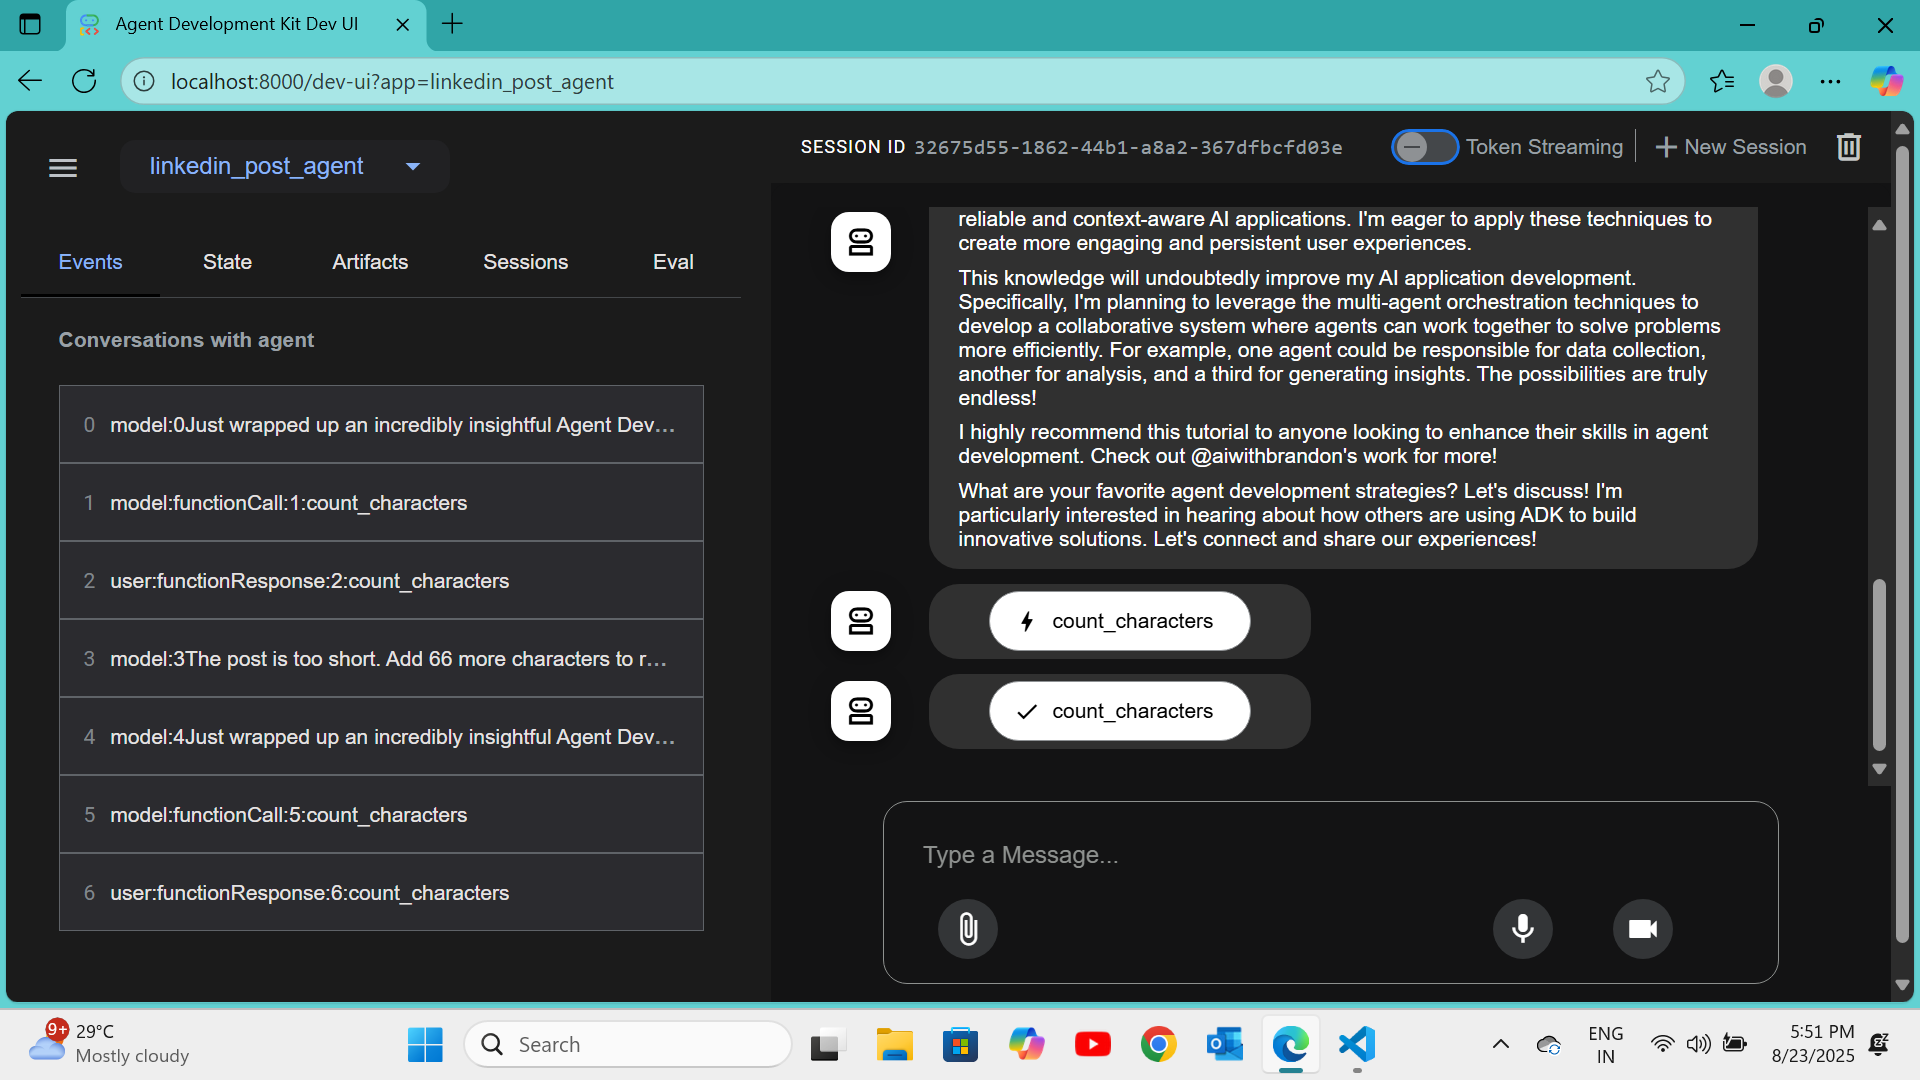 Agent Development Kit Dev UI
localhost:8000/dev-ui?app=linkedin_post_agent
linkedin_post_agent
SESSION ID 32675d55-1862-44b1-a8a2-367dfbcfd03e
Token Streaming
New Session
Events
State
Artifacts
Sessions
Eval
Conversations with agent
0 model:0Just wrapped up an incredibly insightful Agent Dev...
1 model:functionCall:1:count_characters
2 user:functionResponse:2:count_characters
3 model:3The post is too short. Add 66 more characters to r...
4 model:4Just wrapped up an incredibly insightful Agent Dev...
5 model:functionCall:5:count_characters
6 user:functionResponse:6:count_characters
reliable and context-aware AI applications. I'm eager to apply these techniques to
create more engaging and persistent user experiences.
This knowledge will undoubtedly improve my AI application development.
Specifically, I'm planning to leverage the multi-agent orchestration techniques to
develop a collaborative system where agents can work together to solve problems
more efficiently. For example, one agent could be responsible for data collection,
another for analysis, and a third for generating insights. The possibilities are truly
endless!
I highly recommend this tutorial to anyone looking to enhance their skills in agent
development. Check out @aiwithbrandon's work for more!
What are your favorite agent development strategies? Let's discuss! I'm
particularly interested in hearing about how others are using ADK to build
innovative solutions. Let's connect and share our experiences!
count_characters
count_characters
Type a Message...
9+
29°C
Mostly cloudy
Search
ENG
IN
5:51 PM
8/23/2025